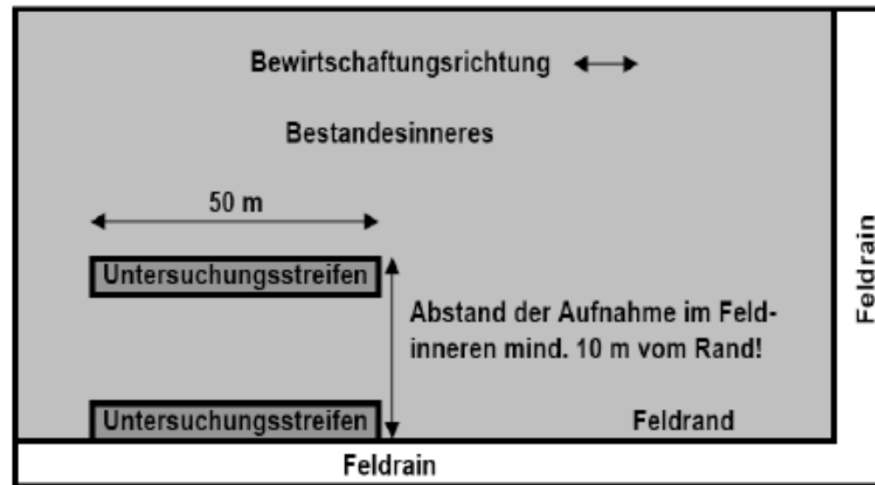 Bewirtschaftungsrichtung
Bestandesinneres
50 m
Untersuchungsstreifen
Abstand der Aufnahme im Feld-
inneren mind. 10 m vom Rand!
Untersuchungsstreifen
Feldrand
Feldrain
Feldrain